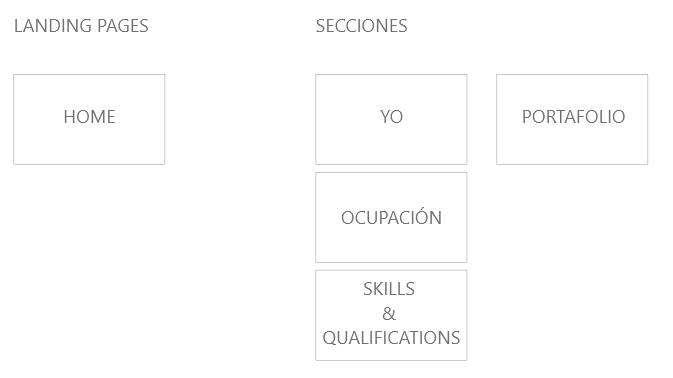 LANDING PAGES
SECCIONES
HOME
YO
PORTAFOLIO
OCUPACIÓN
SKILLS
&
QUALIFICATIONS